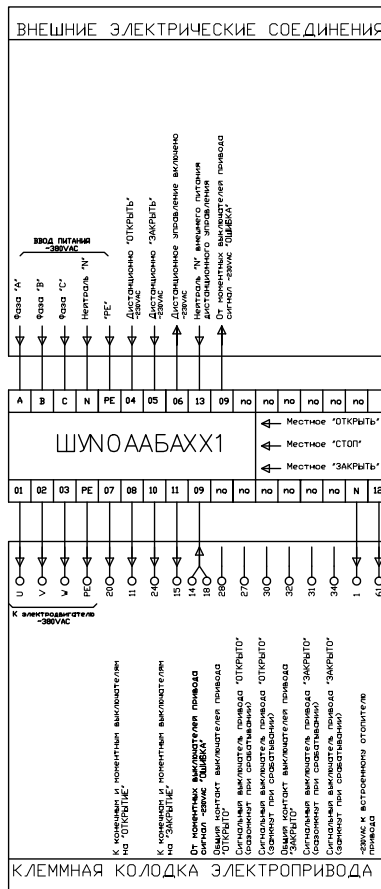 ВНЕШНИЕ ЭЛЕКТРИЧЕСКИЕ СОЕДИНЕНИЯ
ВВОД ПИТАНИЯ
~380VAC
Фаза "А"
Фаза "В"
Фаза "С"
Нейтраль "N"
"PE"
Дистанционно "ОТКРЫТЬ"
~230VAC
Дистанционно "ЗАКРЫТЬ"
~230VAC
Дистанционное управление включено
~230VAC
Нейтраль "N" внешнего питания
дистанционного управления
От моментных выключателей привода
сигнал ~230VAC "ОШИБКА"
A B C N PE 04 05 06 13 09 no no no no no no
ШУN0ААБАХХ1
Местное "ОТКРЫТЬ"
Местное "СТОП"
Местное "ЗАКРЫТЬ"
01 02 03 PE 07 08 10 11 09 no no no no no no N 12
U V W PE 20 11 24 15 14 18 28 27 30 32 31 34 1 61
К электродвигателю
~380VAC
К конечным и моментным выключателям
на "ОТКРЫТИЕ"
К конечным и моментным выключателям
на "ЗАКРЫТИЕ"
От моментных выключателей привода
сигнал ~230VAC "ОШИБКА"
Общий контакт выключателей привода
"ОТКРЫТО"
Сигнальный выключатель привода "ОТКРЫТО"
(разомкнут при срабатывании)
Сигнальный выключатель привода "ОТКРЫТО"
(замкнут при срабатывании)
Общий контакт выключателей привода
"ЗАКРЫТО"
Сигнальный выключатель привода "ЗАКРЫТО"
(разомкнут при срабатывании)
Сигнальный выключатель привода "ЗАКРЫТО"
(замкнут при срабатывании)
~230VAC к встроенному отопителю
привода
КЛЕММНАЯ КОЛОДКА ЭЛЕКТРОПРИВОДА